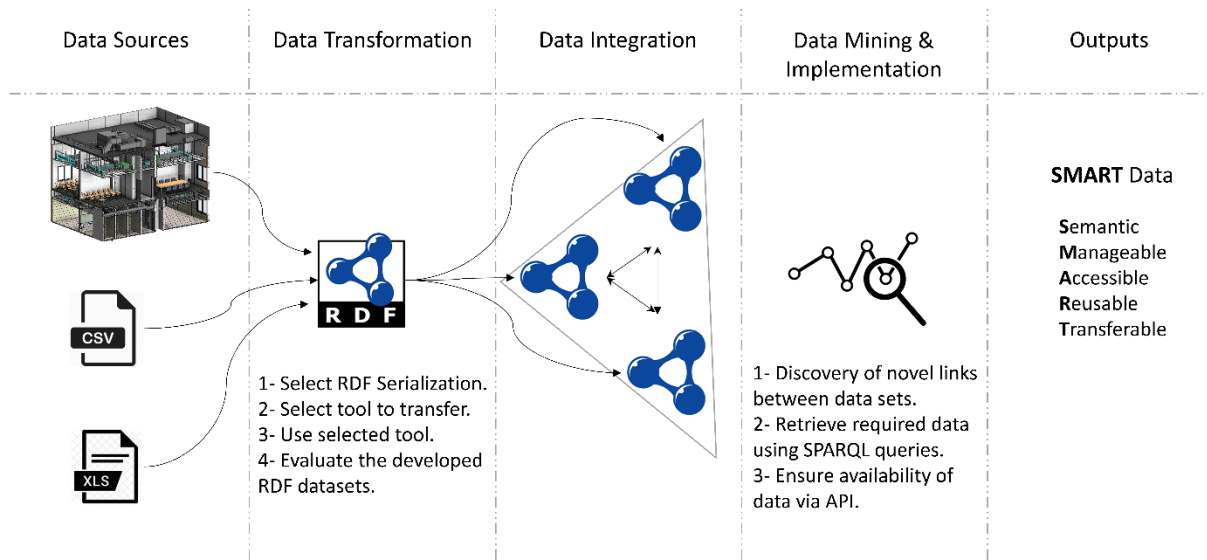 Data Sources
Data Transformation
Data Integration
Data Mining &
Implementation
Outputs
CSV
XLS
RDF
1- Select RDF Serialization.
2- Select tool to transfer.
3- Use selected tool.
4- Evaluate the developed
RDF datasets.
1- Discovery of novel links
between data sets.
2- Retrieve required data
using SPARQL queries.
3- Ensure availability of
data via API.
SMART Data
Semantic
Manageable
Accessible
Reusable
Transferable